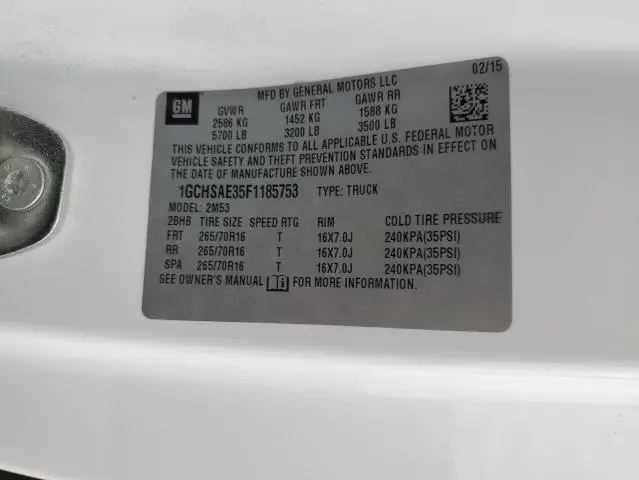 02/15
MFD BY GENERAL MOTORS LLC
GM
GVWR GAWR FRT GAWR RR
2586 KG 1452 KG 1588 KG
5700 LB 3200 LB 3500 LB
THIS VEHICLE CONFORMS TO ALL APPLICABLE U.S. FEDERAL MOTOR
VEHICLE SAFETY AND THEFT PREVENTION STANDARDS IN EFFECT ON
THE DATE OF MANUFACTURE SHOWN ABOVE.
1GCHSAE35F1185753 TYPE: TRUCK
MODEL: 2M53
2BHB TIRE SIZE SPEED RTG RIM COLD TIRE PRESSURE
FRT 265/70R16 T 16X7.0J 240KPA(35PSI)
RR 265/70R16 T 16X7.0J 240KPA(35PSI)
SPA 265/70R16 T 16X7.0J 240KPA(35PSI)
SEE OWNER'S MANUAL FOR MORE INFORMATION.